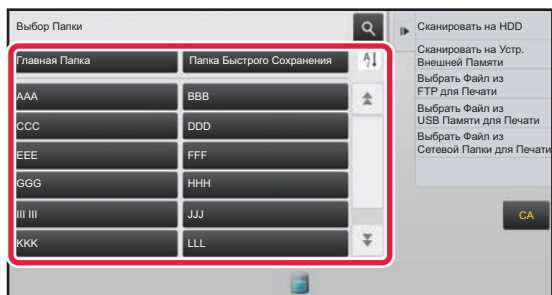 Выбор Папки
Главная Папка
Папка Быстрого Сохранения
AAA
BBB
CCC
DDD
EEE
FFF
GGG
HHH
III III
JJJ
KKK
LLL
Сканировать на HDD
Сканировать на Устр.
Внешней Памяти
Выбрать Файл из
FTP для Печати
Выбрать Файл из
USB Памяти для Печати
Выбрать Файл из
Сетевой Папки для Печати
CA